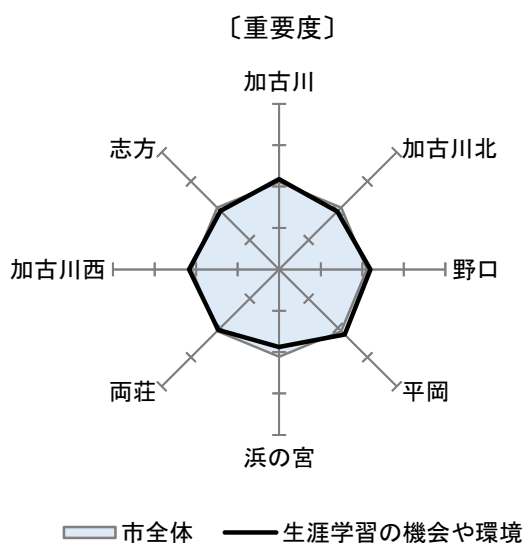 〔重要度〕
加古川
志方
加古川北
加古川西
野口
両荘
平岡
浜の宮
市全体
生涯学習の機会や環境